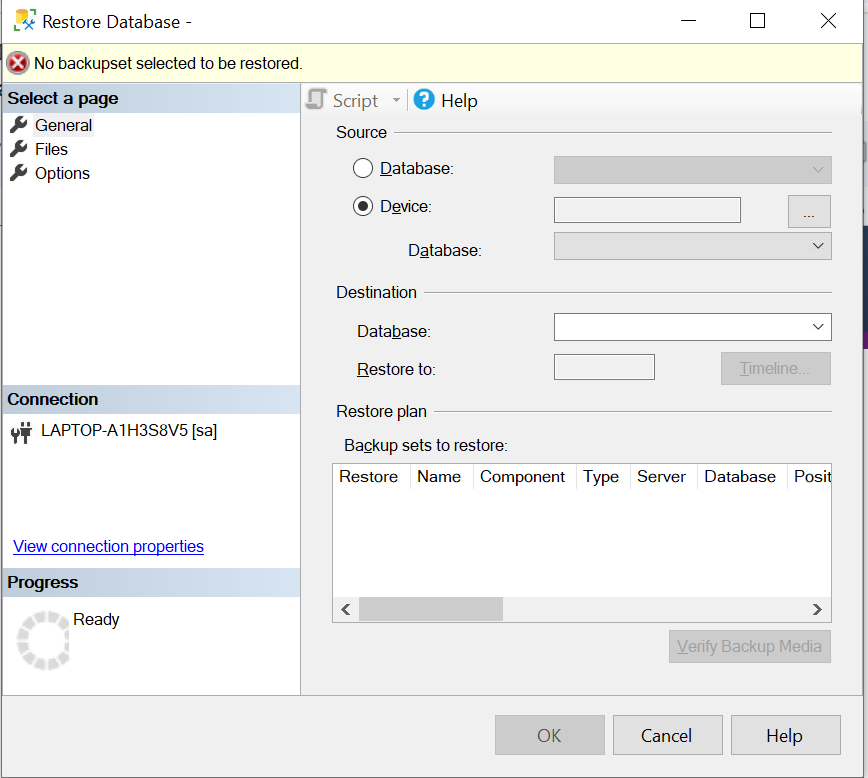 Restore Database -
No backupset selected to be restored.
Select a page
General
Files
Options
Script
Help
Source
Database:
Device:
...
Database:
Destination
Database:
Restore to:
Timeline...
Restore plan
Backup sets to restore:
Restore Name Component Type Server Database Posit
Verify Backup Media
Connection
LAPTOP-A1H3S8V5 [sa]
View connection properties
Progress
Ready
OK Cancel Help